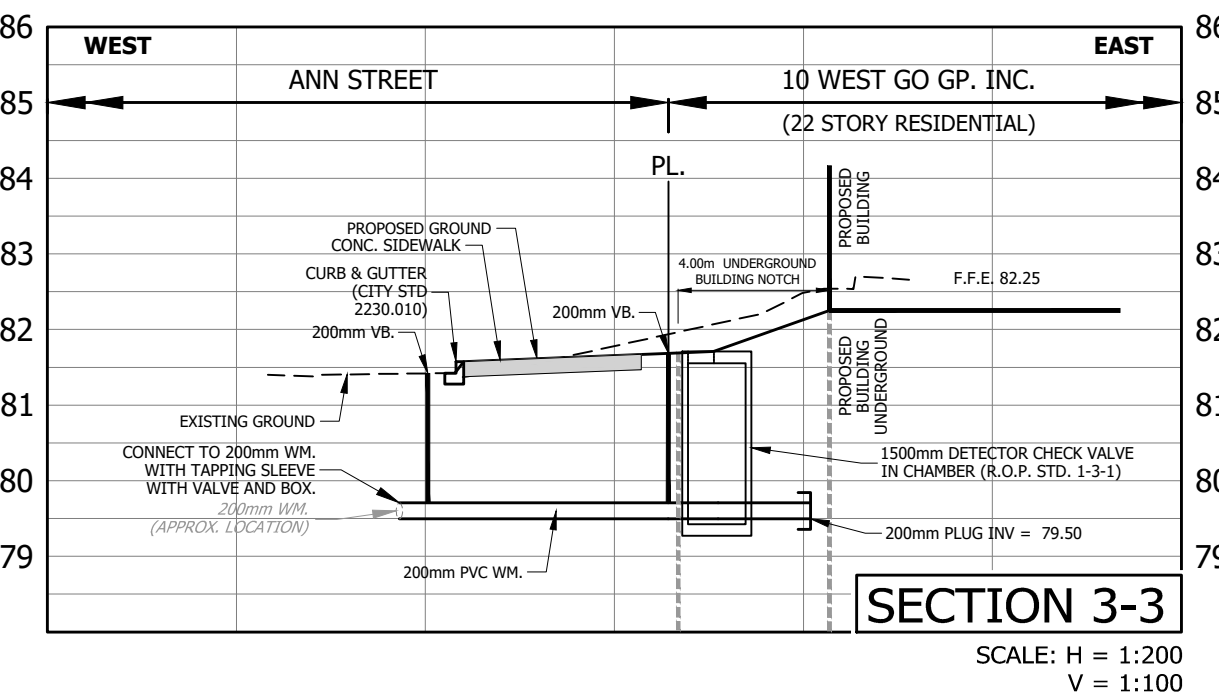 86
86
WEST
EAST
ANN STREET
10 WEST GO GP. INC.
85
85
(22 STORY RESIDENTIAL)
PL.
84
84
PROPOSED
BUILDING
PROPOSED GROUND
CONC. SIDEWALK
83
83
4.00m UNDERGROUND
BUILDING NOTCH
CURB & GUTTER
(CITY STD
2230.010)
F.F.E. 82.25
200mm VB.
200mm VB.
82
82
PROPOSED
BUILDING
UNDERGROUND
81
81
EXISTING GROUND
CONNECT TO 200mm WM.
WITH TAPPING SLEEVE
WITH VALVE AND BOX.
1500mm DETECTOR CHECK VALVE
IN CHAMBER (R.O.P. STD. 1-3-1)
80
80
200mm WM.
(APPROX. LOCATION)
200mm PLUG INV = 79.50
79
79
200mm PVC WM.
SECTION 3-3
SCALE: H = 1:200
V = 1:100